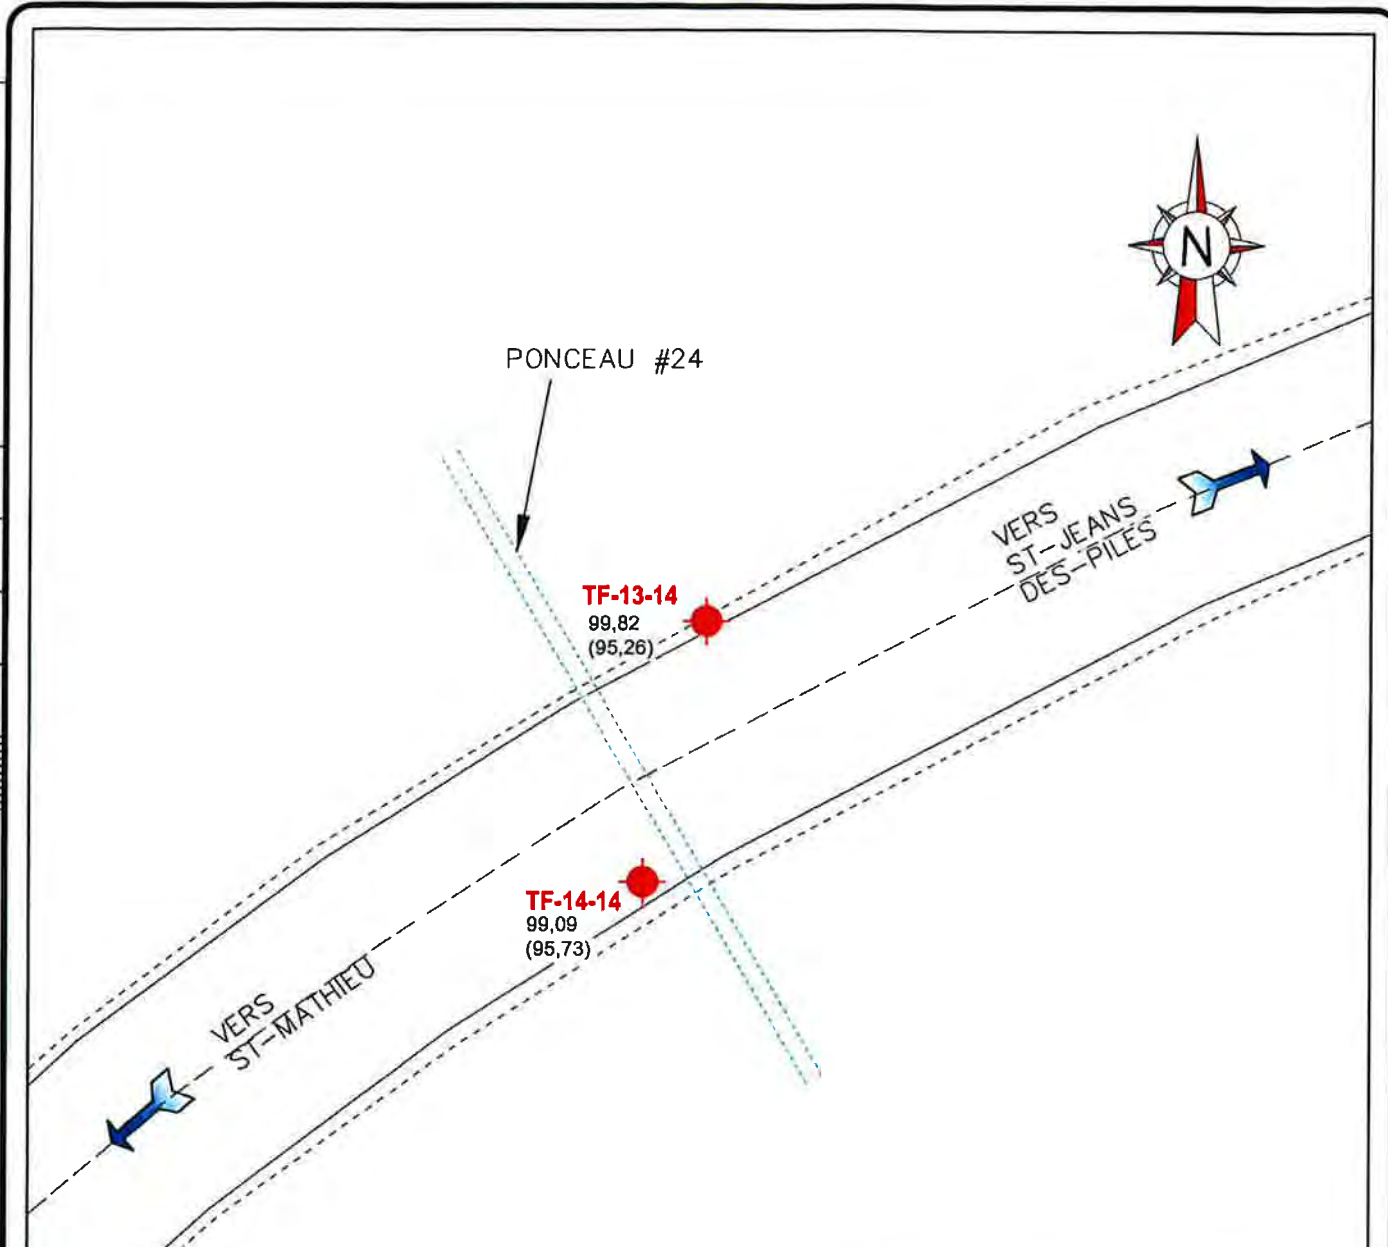 N
PONCEAU #24
VERS
ST-JEANS
DES-PILES
TF-13-14
99,82
(95,26)
TF-14-14
99,09
(95,73)
VERS
ST-MATHIEU